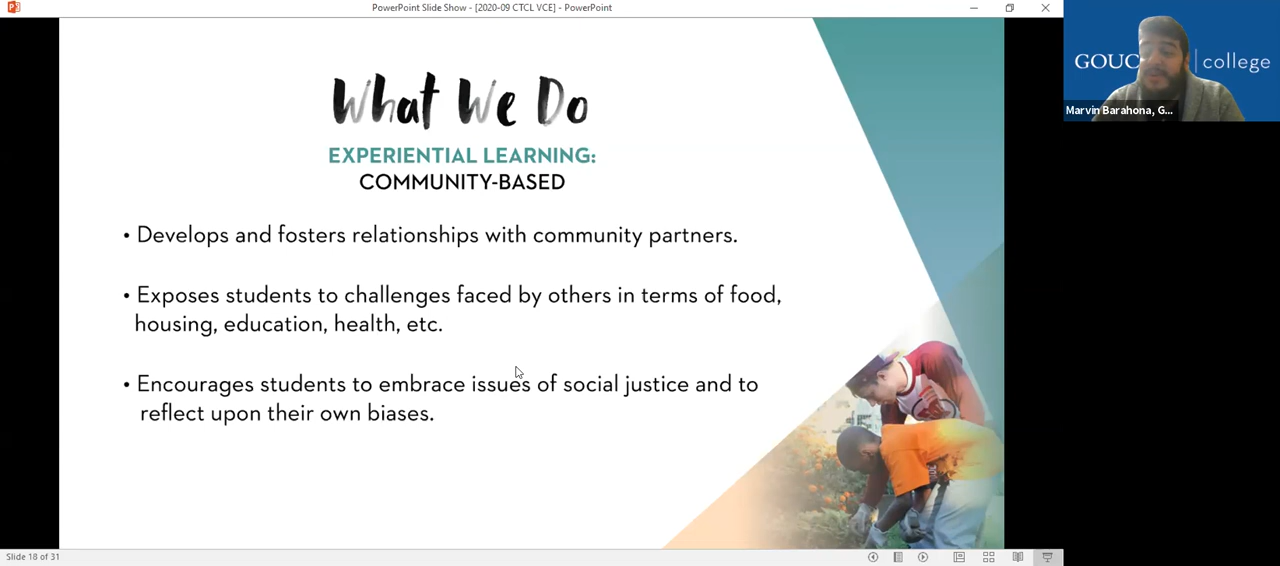 PowerPoint Slide Show - [2020-09 CTCL VCE] - PowerPoint
What We Do
EXPERIENTIAL LEARNING:
COMMUNITY-BASED
• Develops and fosters relationships with community partners.
• Exposes students to challenges faced by others in terms of food,
housing, education, health, etc.
• Encourages students to embrace issues of social justice and to
reflect upon their own biases.
GOUC college
Marvin Barahona, G...
Slide 18 of 31